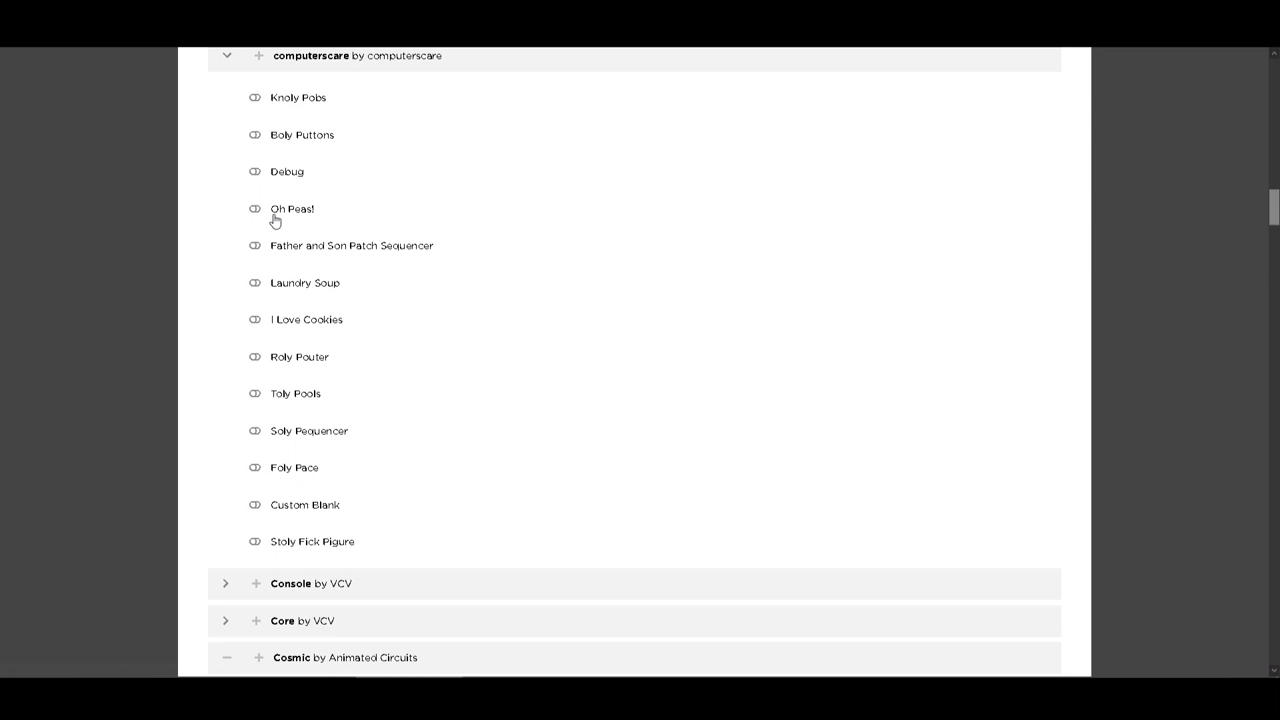 computerscare by computerscare
Knoly Pobs
Boly Puttons
Debug
Oh Peas!
Father and Son Patch Sequencer
Laundry Soup
I Love Cookies
Roly Pouter
Toly Pools
Soly Pequencer
Foly Pace
Custom Blank
Stoly Fick Pigure
Console by VCV
Core by VCV
Cosmic by Animated Circuits